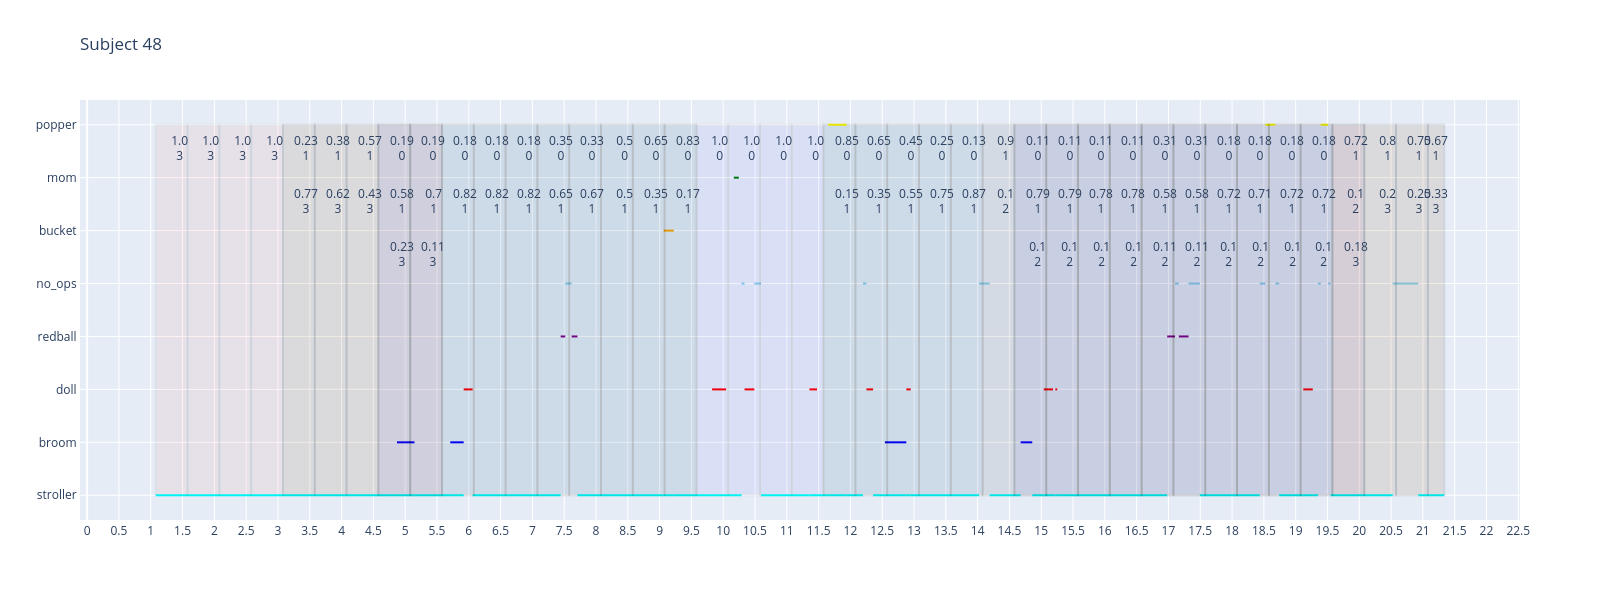 Subject 48
popper
1.0 1.0 1.0 1.0 0.23 0.38 0.57 0.19 0.19 0.18 0.18 0.18 0.35 0.33 0.5 0.65 0.83 1.0 1.0 1.0 1.0 0.85 0.65 0.45 0.25 0.13 0.9 0.11 0.11 0.11 0.11 0.31 0.31 0.18 0.18 0.18 0.18 0.72 0.8 0.75 0.67
3 3 3 3 1 1 1 0 0 0 0 0 0 0 0 0 0 0 0 0 0 0 0 0 0 0 1 0 0 0 0 0 0 0 0 0 0 1 1 1 1
mom
0.77 0.62 0.43 0.58 0.7 0.82 0.82 0.82 0.65 0.67 0.5 0.35 0.17 0.15 0.35 0.55 0.75 0.87 0.1 0.79 0.79 0.78 0.78 0.58 0.58 0.72 0.71 0.72 0.72 0.1 0.2 0.25 0.33
3 3 3 1 1 1 1 1 1 1 1 1 1 1 1 1 1 1 2 1 1 1 1 1 1 1 1 1 1 2 3 3 3
bucket
0.23 0.11 0.1 0.1 0.1 0.1 0.11 0.11 0.1 0.1 0.1 0.1 0.18
3 3 2 2 2 2 2 2 2 2 2 2 3
no_ops
redball
doll
broom
stroller
0 0.5 1 1.5 2 2.5 3 3.5 4 4.5 5 5.5 6 6.5 7 7.5 8 8.5 9 9.5 10 10.5 11 11.5 12 12.5 13 13.5 14 14.5 15 15.5 16 16.5 17 17.5 18 18.5 19 19.5 20 20.5 21 21.5 22 22.5